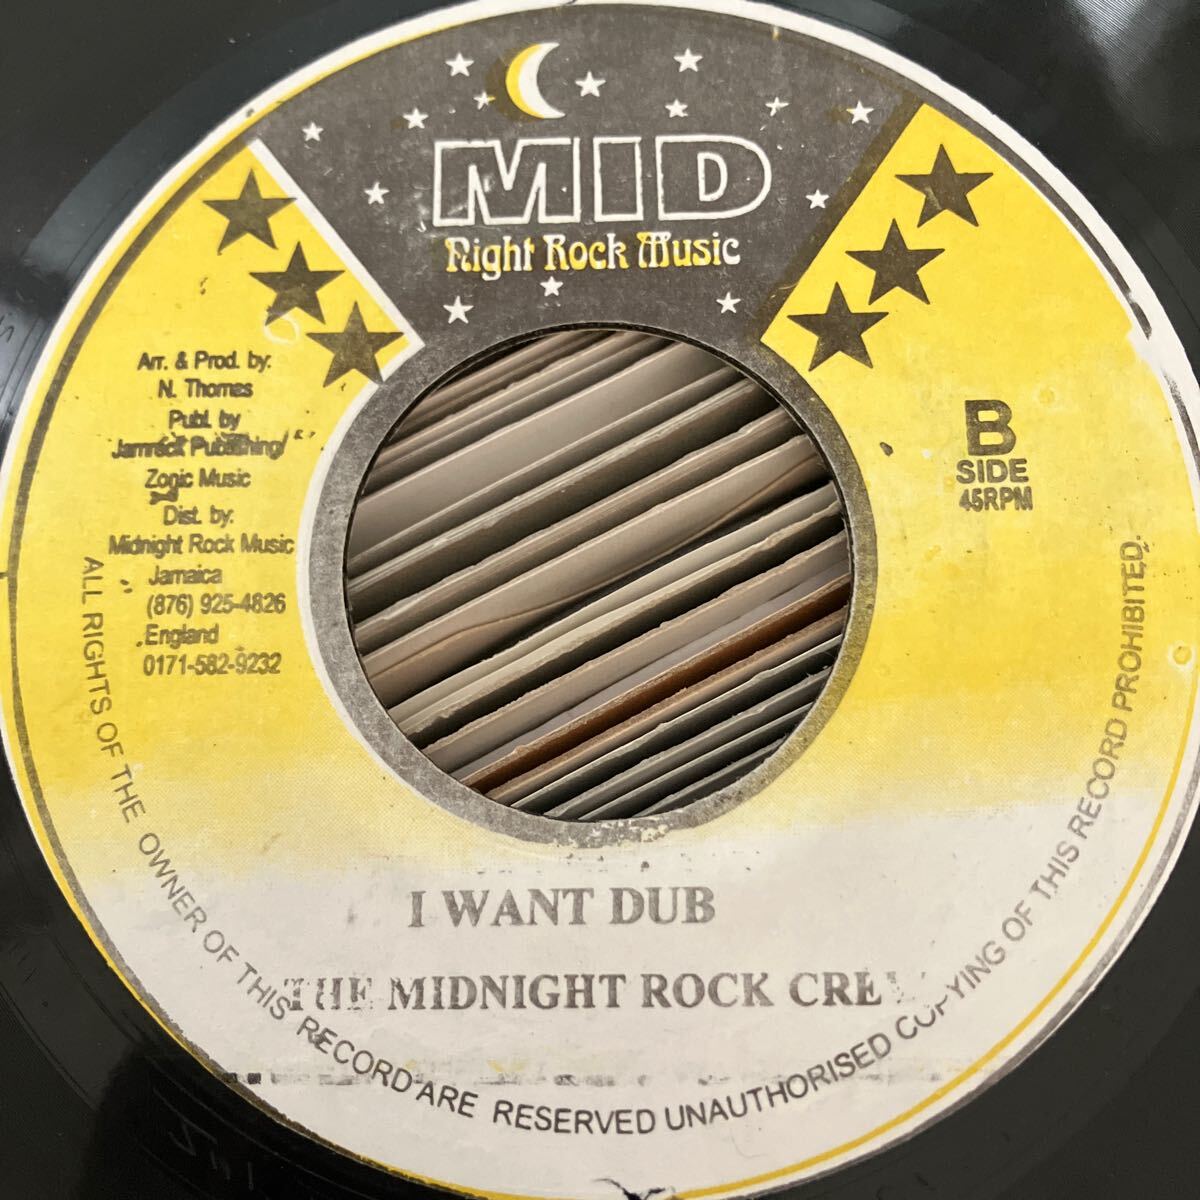 MID
Night Rock Music
Arr. & Prod. by:
N. Thomas
Publ. by
Jamrock Publishing/
Zogic Music
Dist. by:
Midnight Rock Music
Jamaica
(876) 925-4826
England
0171-582-9232
B
SIDE
45RPM
I WANT DUB
THE MIDNIGHT ROCK
ALL RIGHTS OF THE OWNER OF THIS RECORD ARE RESERVED UNAUTHORISED COPYING OF THIS RECORD PROHIBITED.